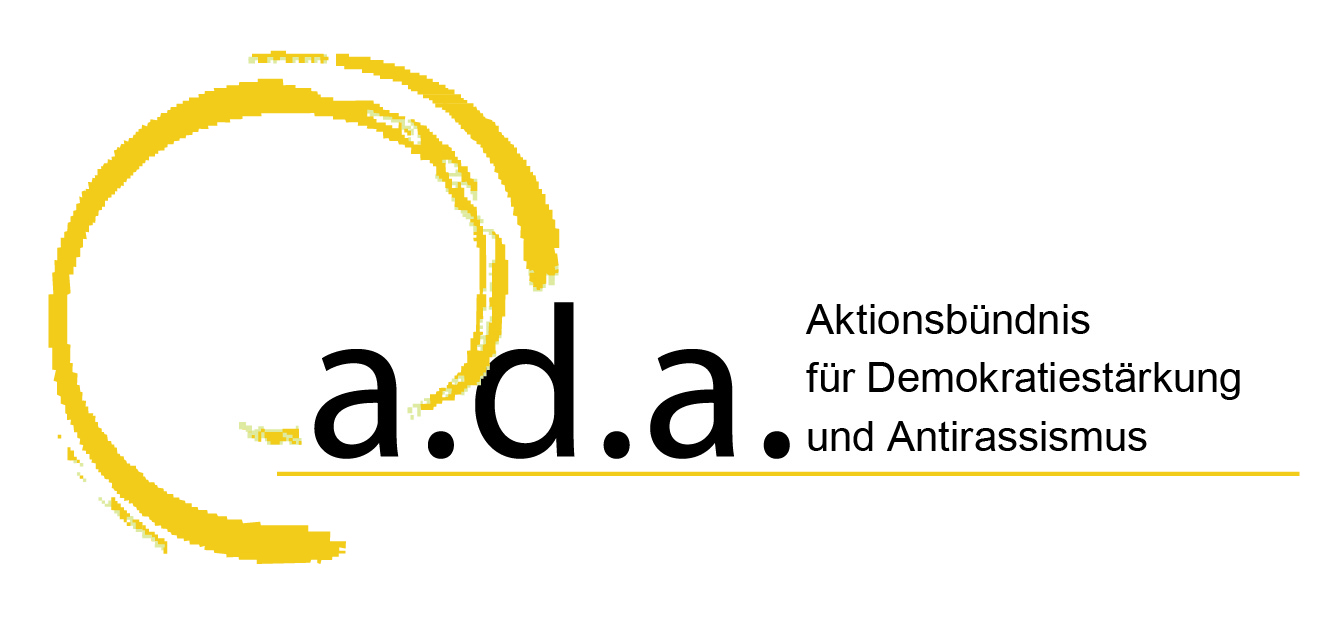 a.d.a.
Aktionsbündnis
für Demokratiestärkung
und Antirassismus